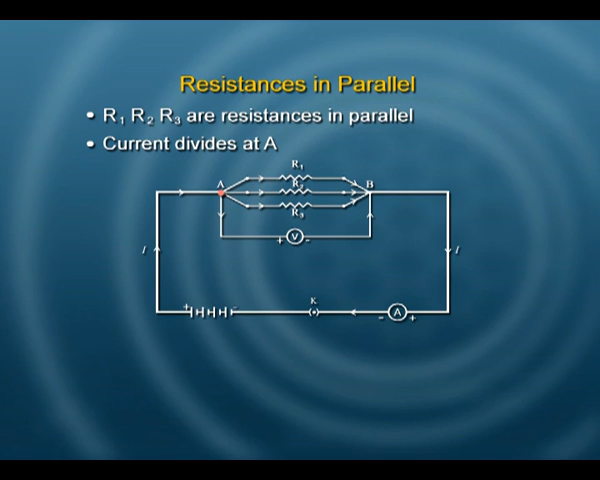 Resistances in Parallel
• R₁ R₂ R₃ are resistances in parallel
• Current divides at A
R₁
A R₂ B
R₃
+ V -
I I
+ - K
- A +